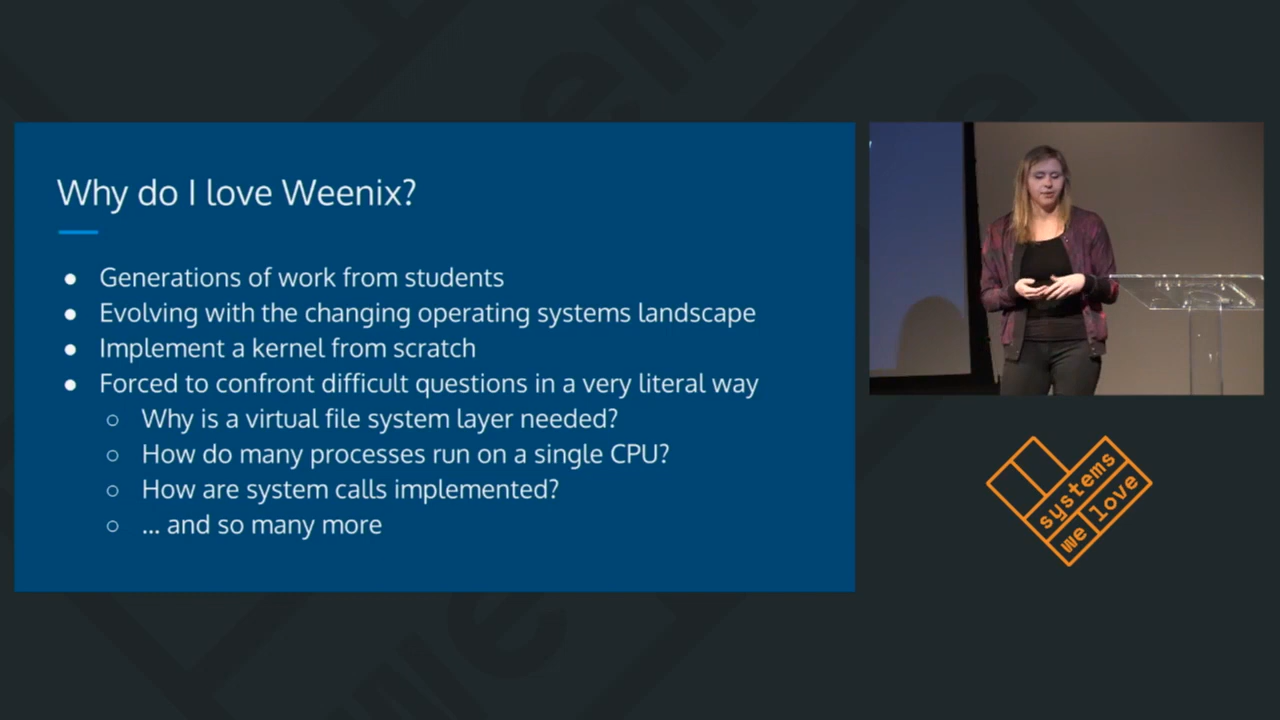 Why do I love Weenix?
● Generations of work from students
● Evolving with the changing operating systems landscape
● Implement a kernel from scratch
● Forced to confront difficult questions in a very literal way
○ Why is a virtual file system layer needed?
○ How do many processes run on a single CPU?
○ How are system calls implemented?
○ ... and so many more
systems
we love